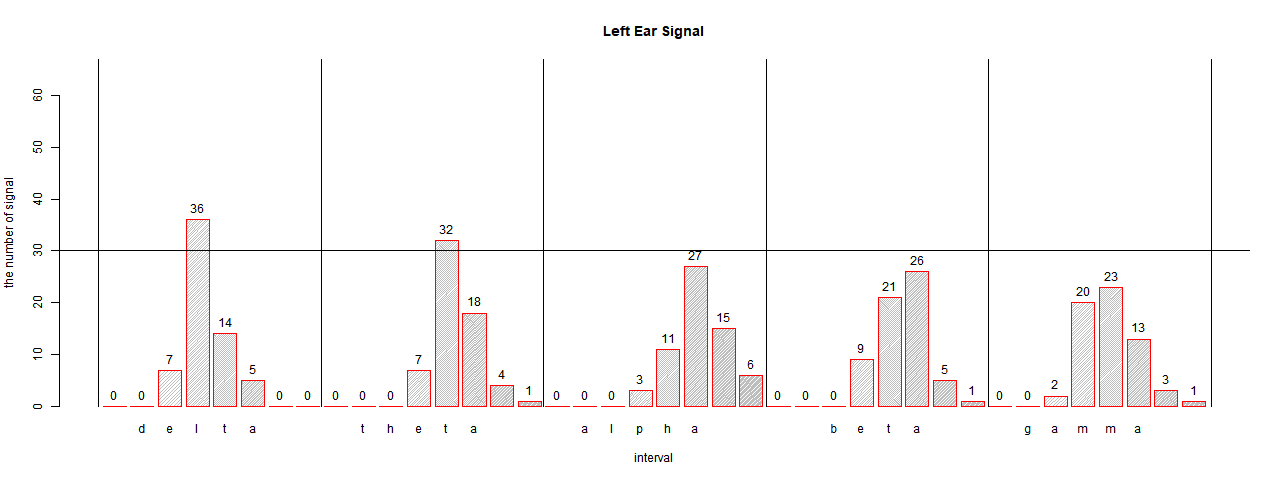 Left Ear Signal
the number of signal
60
50
40
30
20
10
0
0 0 7 36 14 5 0 0
0 0 0 7 32 18 4 1
0 0 0 3 11 27 15 6
0 0 0 9 21 26 5 1
0 0 2 20 23 13 3 1
d e l t a t h e t a a l p h a b e t a g a m m a
interval